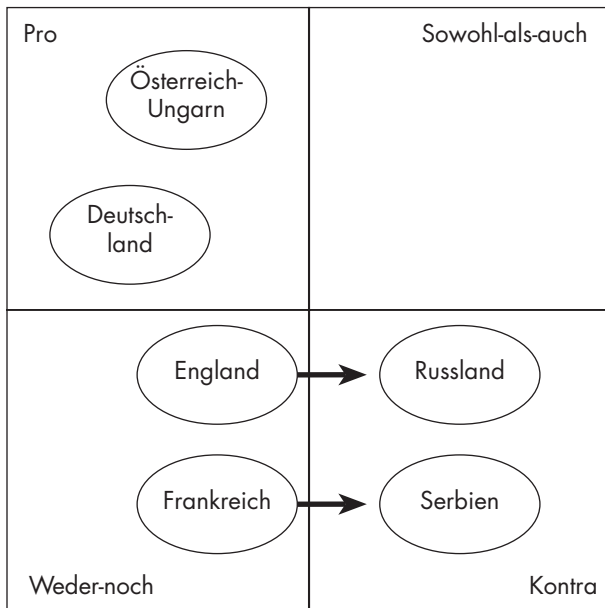 Pro
Sowohl-als-auch
Österreich-
Ungarn
Deutsch-
land
England
Russland
Frankreich
Serbien
Weder-noch
Kontra